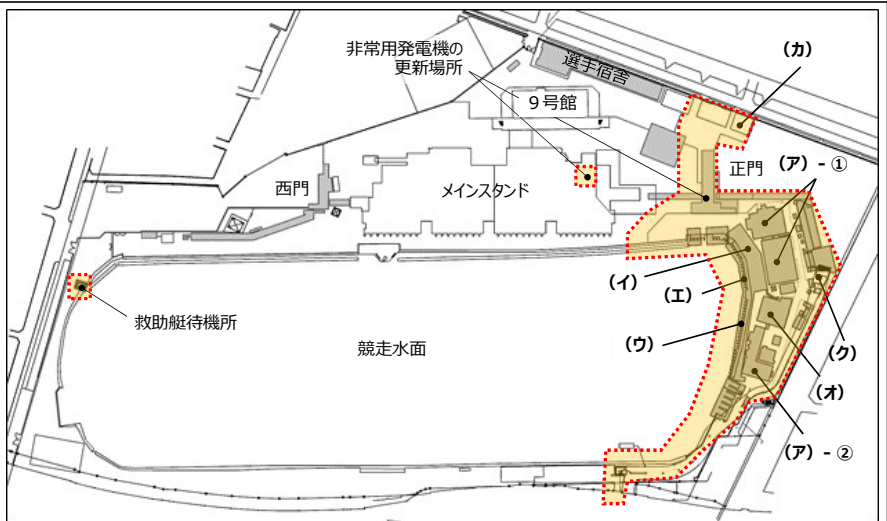 非常用発電機の
更新場所
選手宿舎
(カ)
9号館
正門
(ア) - ①
西門
メインスタンド
(イ)
(エ)
救助艇待機所
競走水面
(ウ)
(ク)
(オ)
(ア) - ②